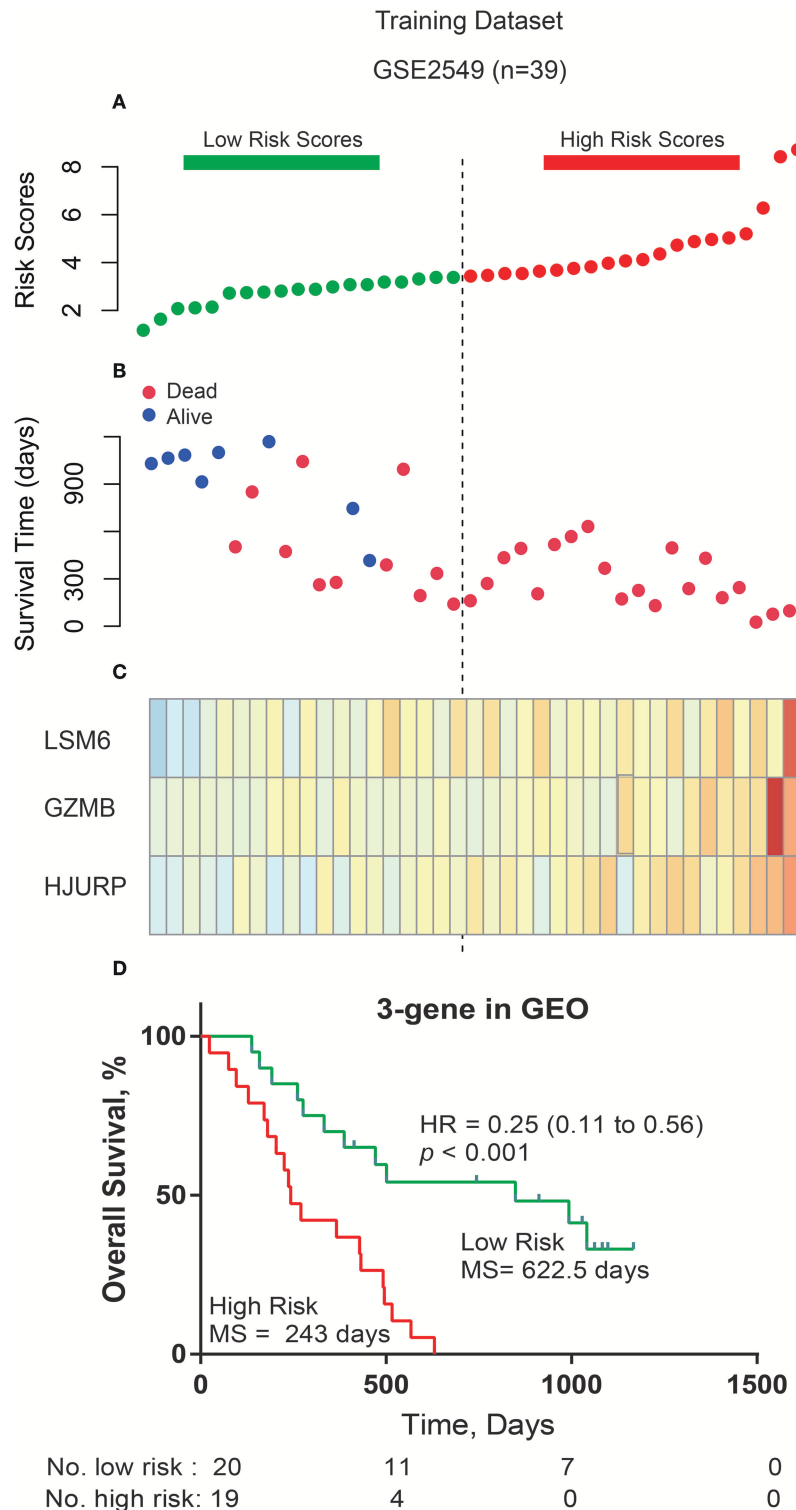 Training Dataset
GSE2549 (n=39)
A
Low Risk Scores
High Risk Scores
Risk Scores
8
6
4
2
B
Dead
Alive
Survival Time (days)
900
300
0
C
LSM6
GZMB
HJURP
D
3-gene in GEO
Overall Suvival, %
100
50
0
HR = 0.25 (0.11 to 0.56)
p < 0.001
Low Risk
MS= 622.5 days
High Risk
MS = 243 days
0 500 1000 1500
Time, Days
No. low risk : 20 11 7 0
No. high risk: 19 4 0 0